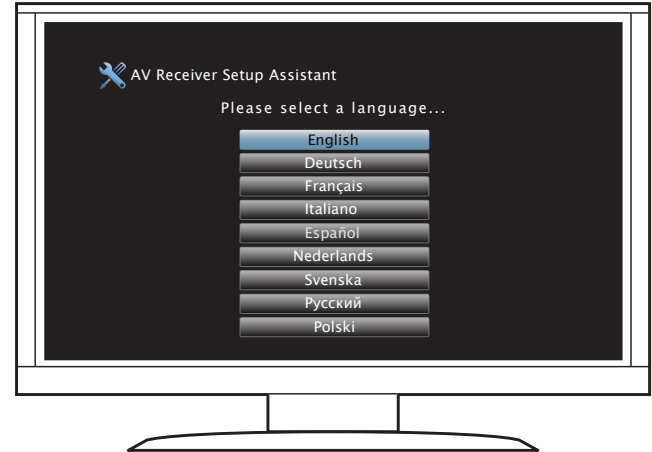 AV Receiver Setup Assistant
Please select a language...
English
Deutsch
Français
Italiano
Español
Nederlands
Svenska
Русский
Polski